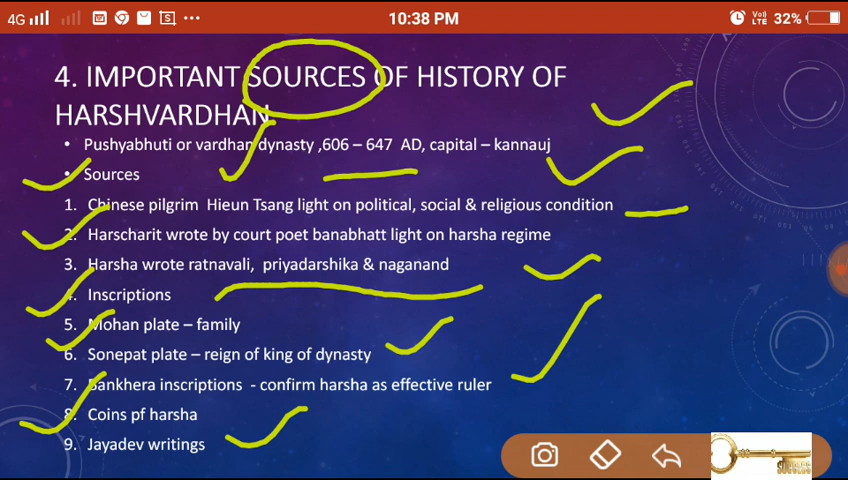 4G 10:38 PM Vo) LTE 32%
4. IMPORTANT SOURCES OF HISTORY OF
HARSHVARDHAN
• Pushyabhuti or vardhan dynasty ,606 – 647 AD, capital – kannauj
• Sources
1. Chinese pilgrim Hieun Tsang light on political, social & religious condition
2. Harscharit wrote by court poet banabhatt light on harsha regime
3. Harsha wrote ratnavali, priyadarshika & naganand
4. Inscriptions
5. Mohan plate – family
6. Sonepat plate – reign of king of dynasty
7. Bankhera inscriptions - confirm harsha as effective ruler
8. Coins pf harsha
9. Jayadev writings